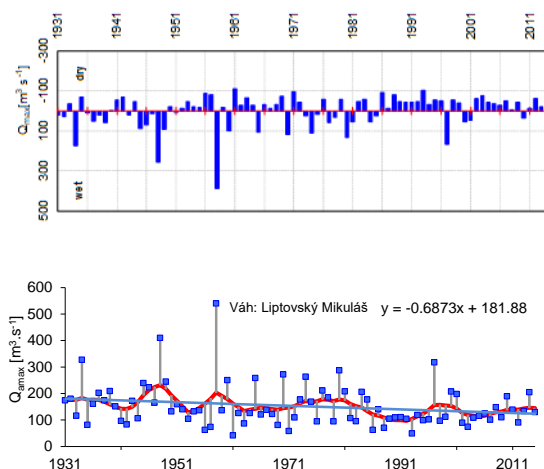 1931 1941 1951 1961 1971 1981 1991 2001 2011
-300
-100
100
300
500
Qmax[m³ s⁻¹]
dry
wet
600
500
400
300
200
100
0
Qamax [m³.s⁻¹]
Váh: Liptovský Mikuláš y = -0.6873x + 181.88
1931 1951 1971 1991 2011